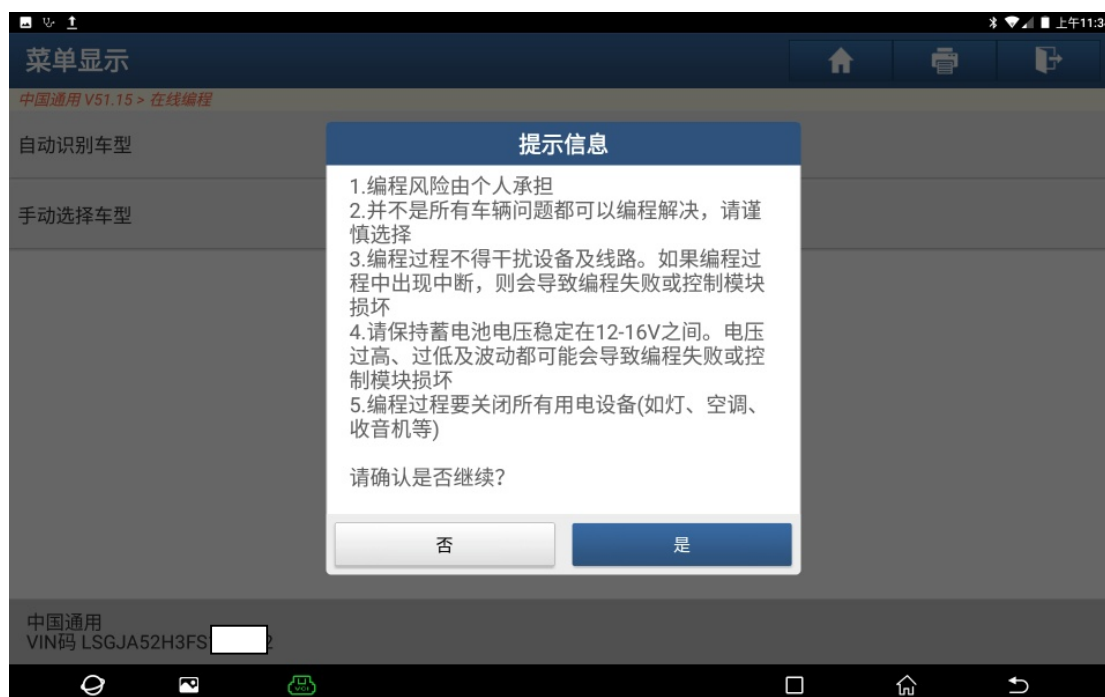 上午11:3
菜单显示
中国通用 V51.15 > 在线编程
自动识别车型
手动选择车型
提示信息
1.编程风险由个人承担
2.并不是所有车辆问题都可以编程解决，请谨
慎选择
3.编程过程不得干扰设备及线路。如果编程过
程中出现中断，则会导致编程失败或控制模块
损坏
4.请保持蓄电池电压稳定在12-16V之间。电压
过高、过低及波动都可能会导致编程失败或控
制模块损坏
5.编程过程要关闭所有用电设备(如灯、空调、
收音机等)
请确认是否继续?
否
是
中国通用
VIN码 LSGJA52H3FS 2
VCI